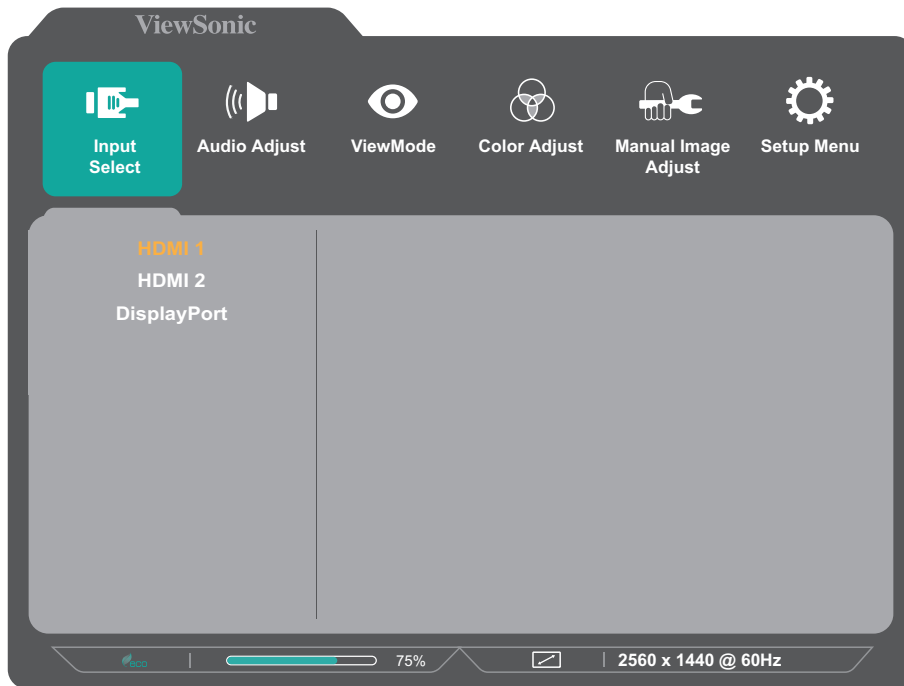 ViewSonic
Input
Select
Audio Adjust
ViewMode
Color Adjust
Manual Image
Adjust
Setup Menu
HDMI 1
HDMI 2
DisplayPort
eco
75%
2560 x 1440 @ 60Hz